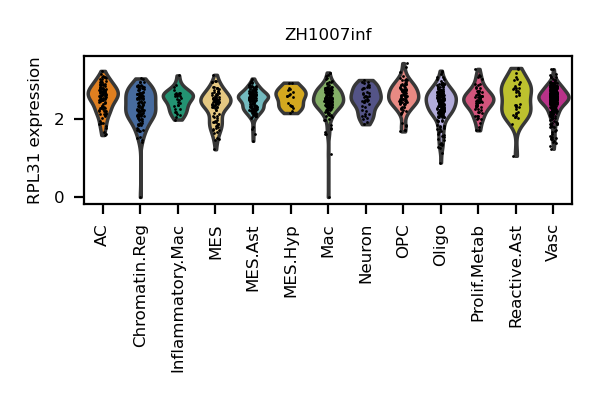 ZH1007inf
RPL31 expression
2
0
AC
Chromatin.Reg
Inflammatory.Mac
MES
MES.Ast
MES.Hyp
Mac
Neuron
OPC
Oligo
Prolif.Metab
Reactive.Ast
Vasc